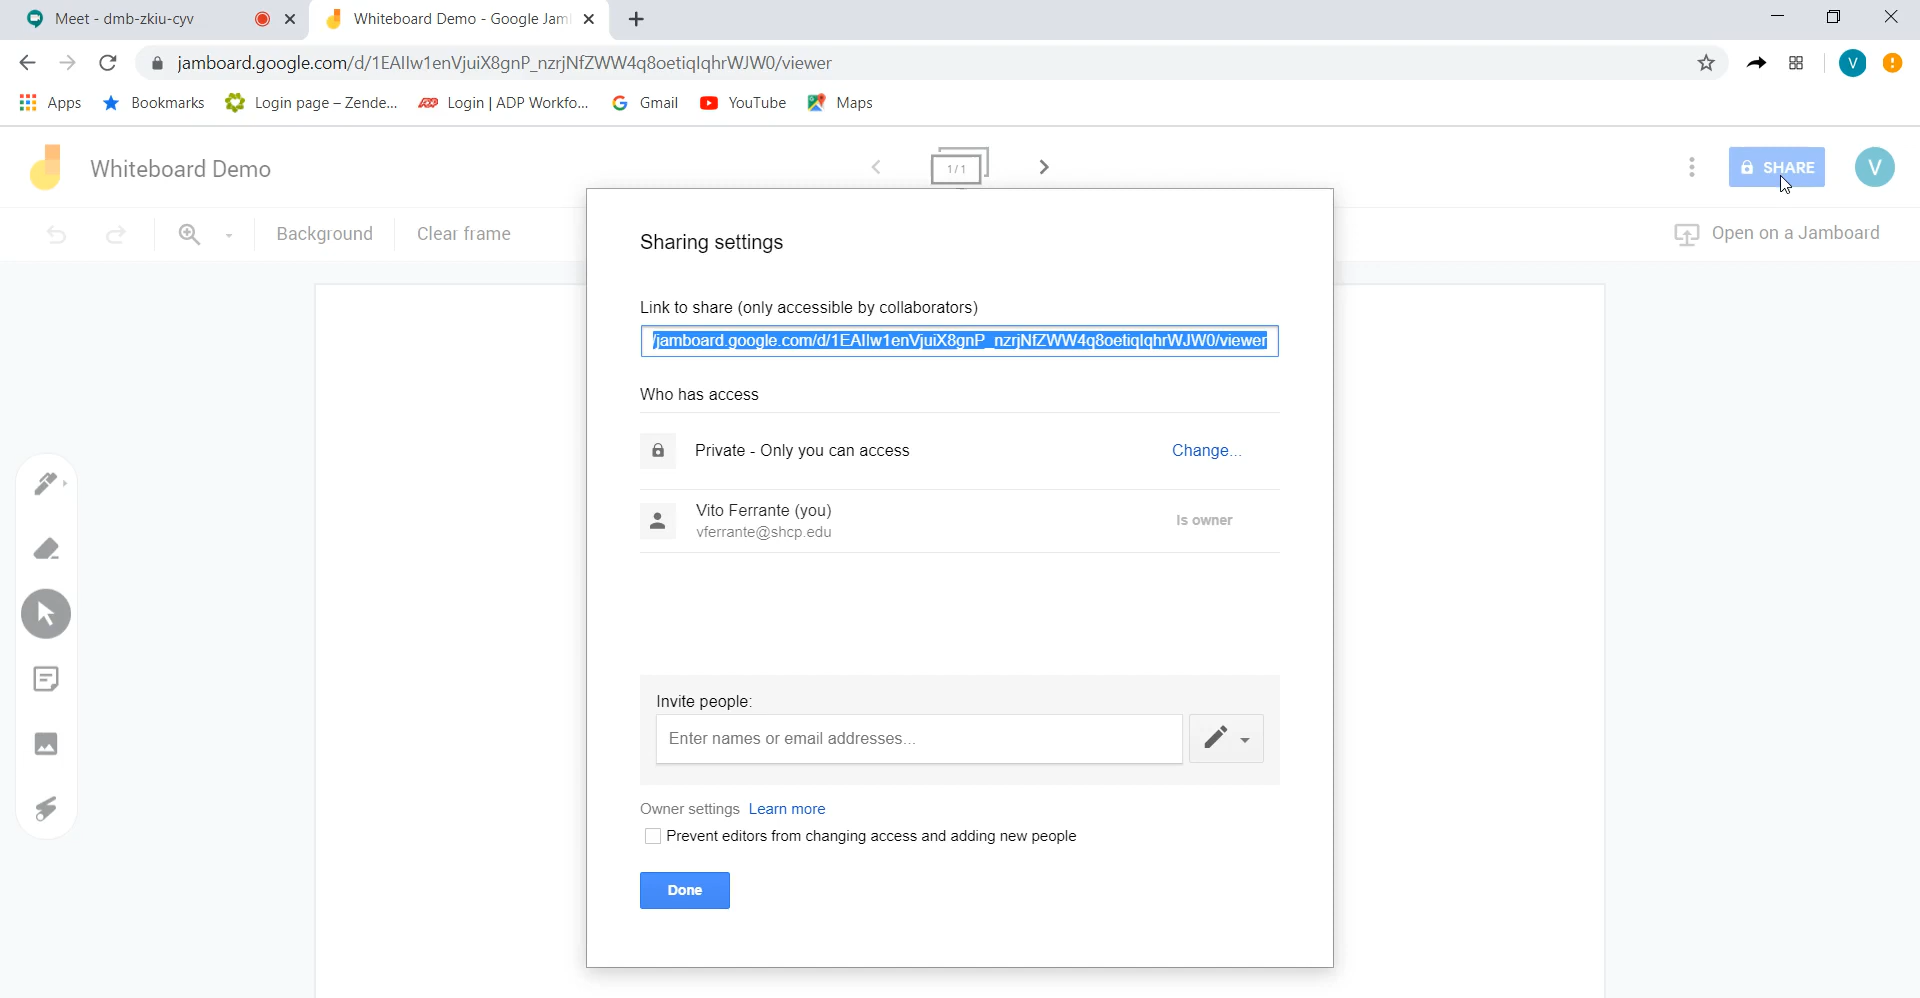 Meet - dmb-zkiu-cyv
Whiteboard Demo - Google Jam
jamboard.google.com/d/1EAIlw1enVjuiX8gnP_nzrjNfZWW4q8oetiqIqhrWJW0/viewer
V
Apps Bookmarks Login page – Zende... Login | ADP Workfo... Gmail YouTube Maps
Whiteboard Demo
1/1
SHARE
V
Background Clear frame
Open on a Jamboard
Sharing settings
Link to share (only accessible by collaborators)
/jamboard.google.com/d/1EAIlw1enVjuiX8gnP_nzrjNfZWW4q8oetiqIqhrWJW0/viewer
Who has access
Private - Only you can access Change...
Vito Ferrante (you)
vferrante@shcp.edu
Is owner
Invite people:
Enter names or email addresses...
Owner settings Learn more
Prevent editors from changing access and adding new people
Done